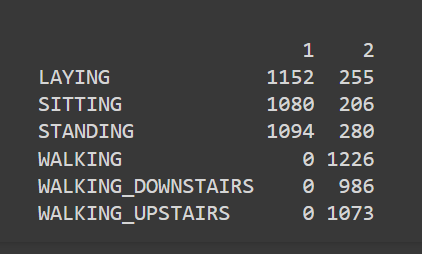 1 2
LAYING 1152 255
SITTING 1080 206
STANDING 1094 280
WALKING 0 1226
WALKING_DOWNSTAIRS 0 986
WALKING_UPSTAIRS 0 1073